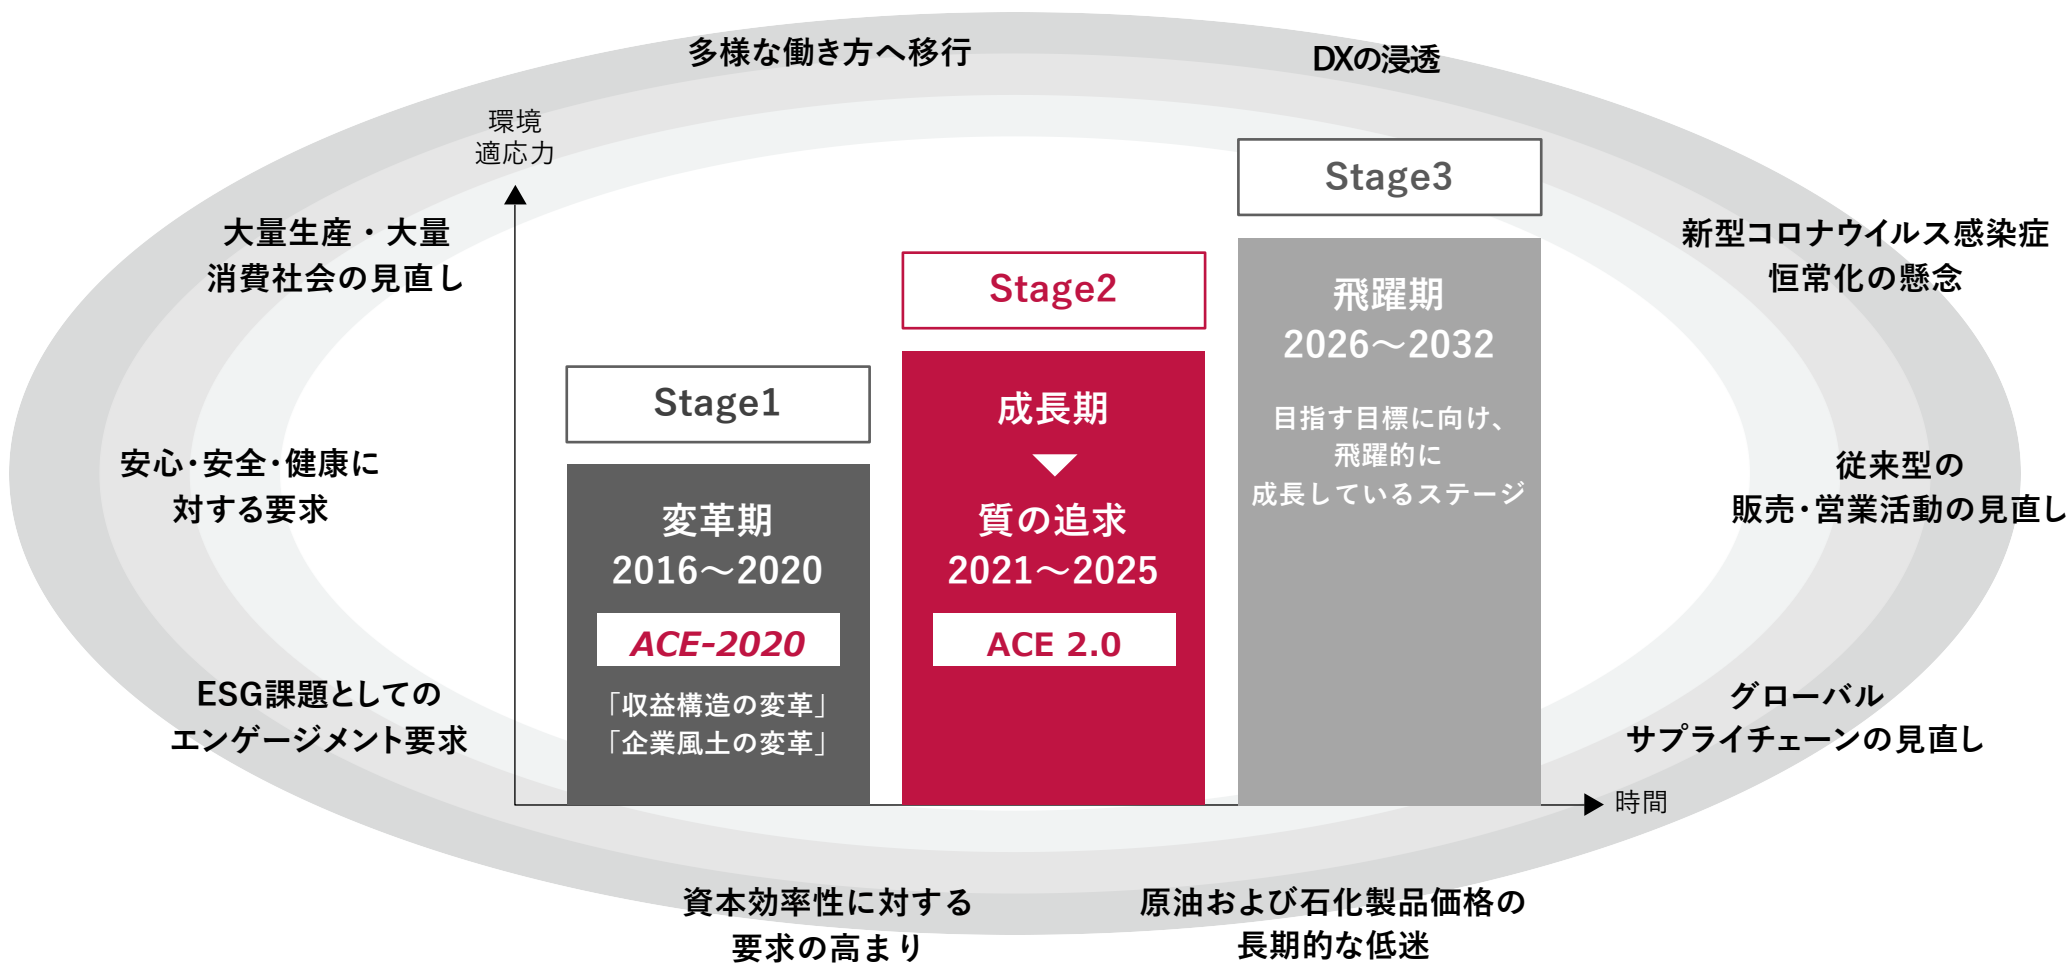 多様な働き方へ移行
DXの浸透
環境
適応力
大量生産・大量
消費社会の見直し
安心・安全・健康に
対する要求
ESG課題としての
エンゲージメント要求
Stage1
変革期
2016～2020
ACE-2020
「収益構造の変革」
「企業風土の変革」
Stage2
成長期
質の追求
2021～2025
ACE 2.0
Stage3
飛躍期
2026～2032
目指す目標に向け、
飛躍的に
成長しているステージ
時間
新型コロナウイルス感染症
恒常化の懸念
従来型の
販売・営業活動の見直し
グローバル
サプライチェーンの見直し
資本効率性に対する
要求の高まり
原油および石化製品価格の
長期的な低迷